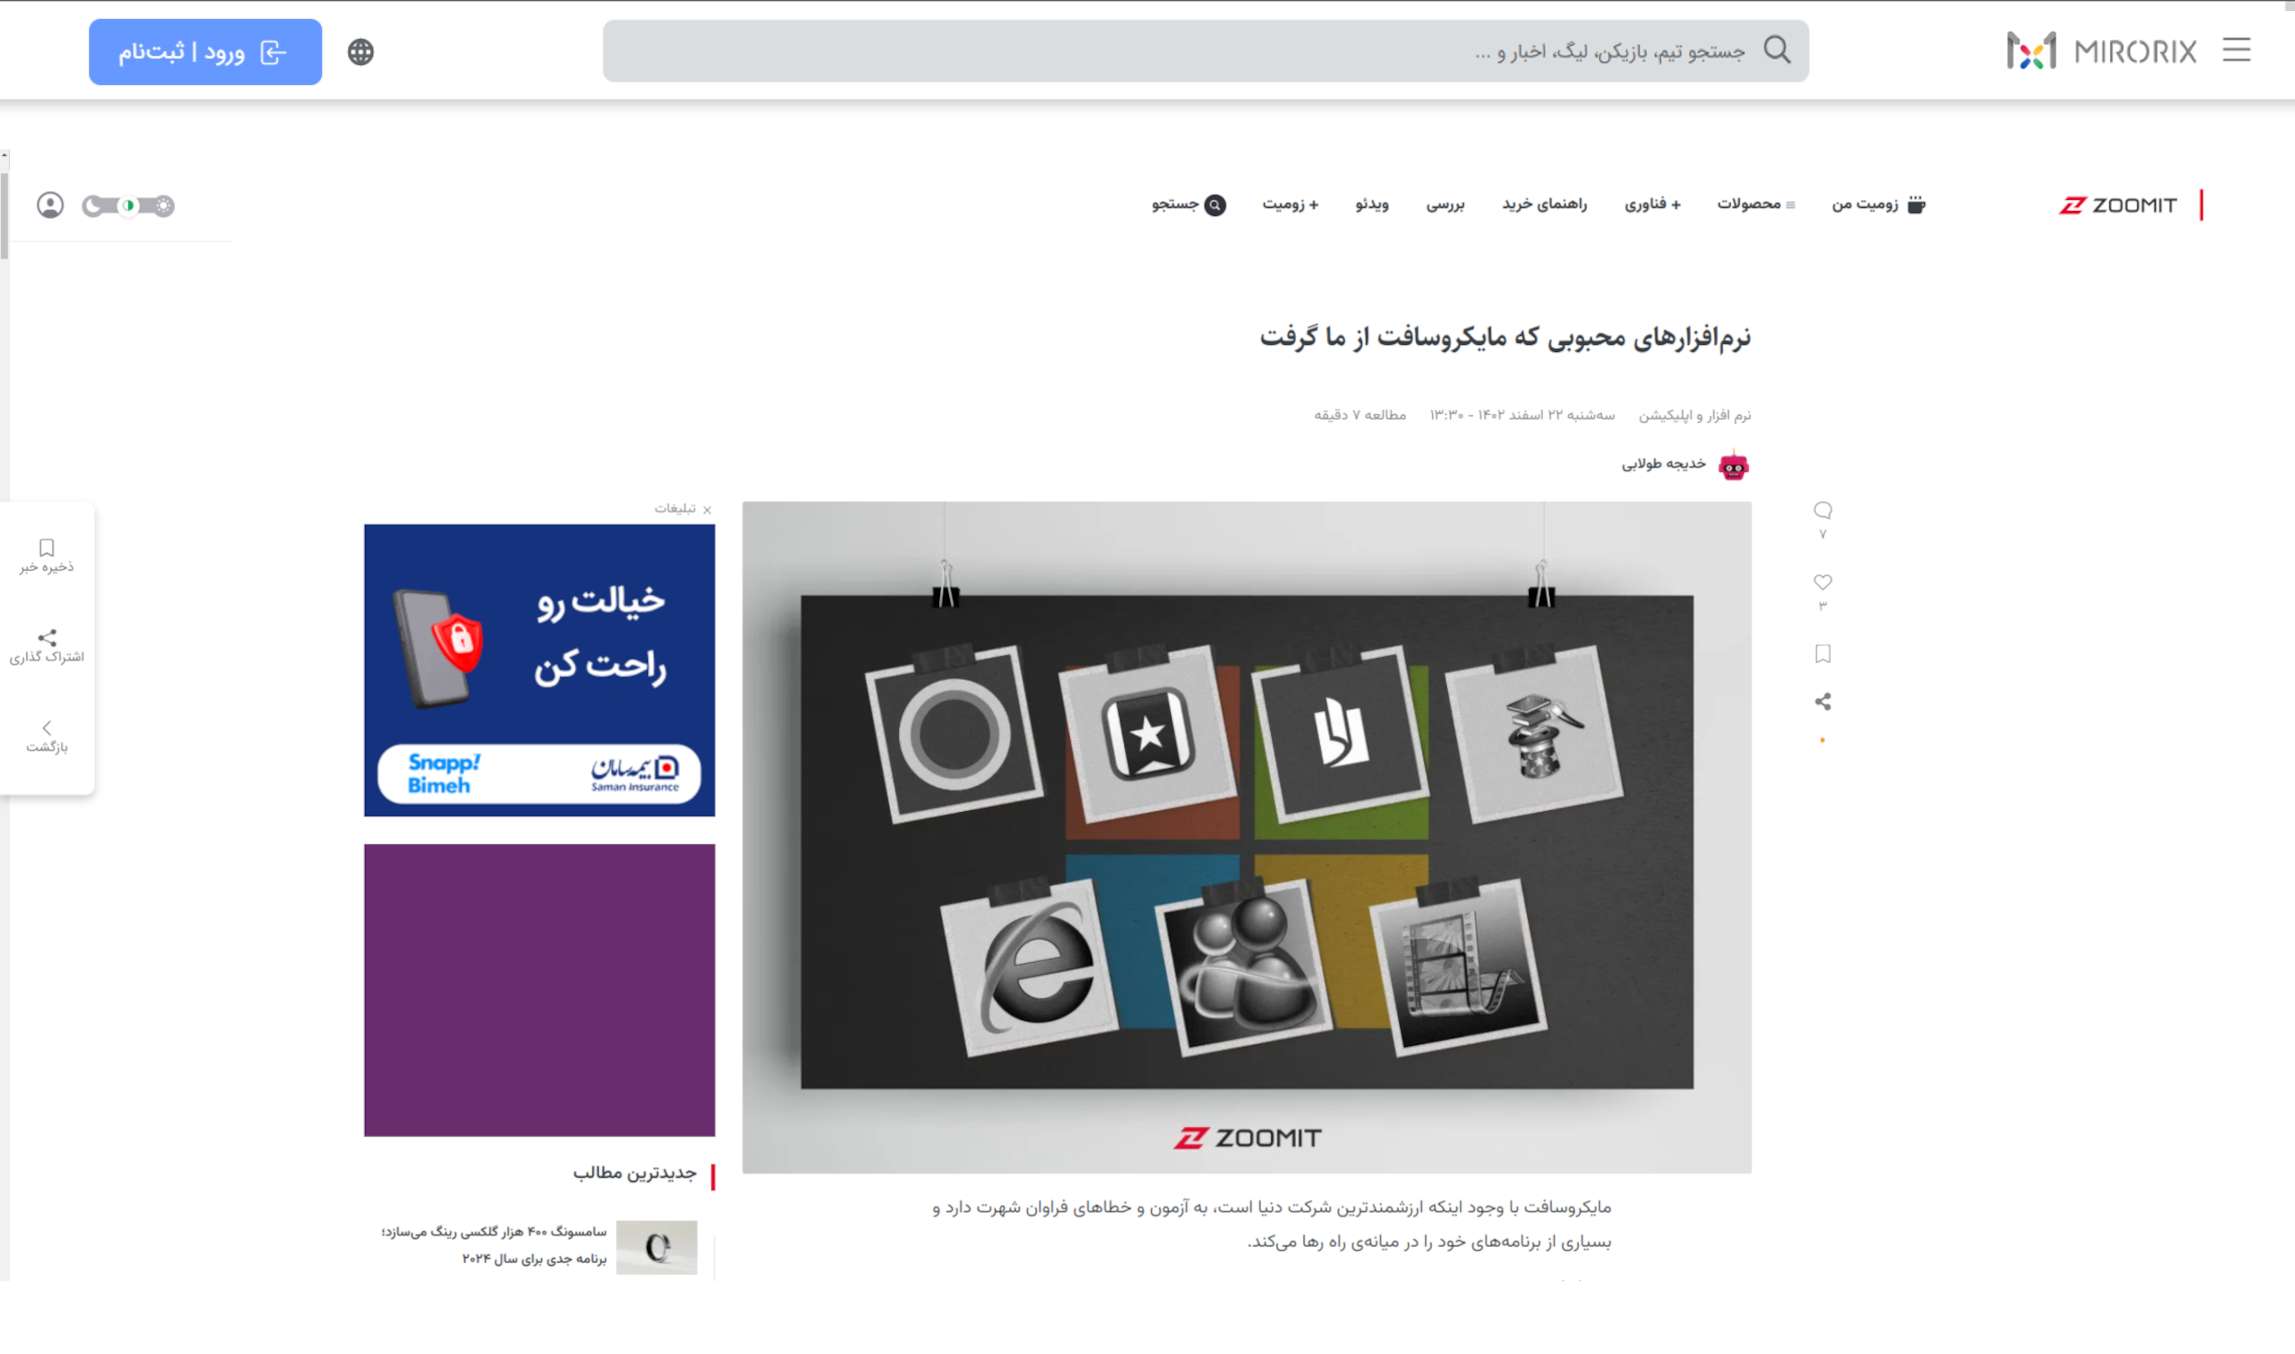 MIRORIX
جستجو تیم، بازیکن، لیگ، اخبار و ...
ورود | ثبت‌نام
ZOOMIT
زومیت من
محصولات
+ فناوری
راهنمای خرید
بررسی
ویدئو
+ زومیت
جستجو
نرم‌افزارهای محبوبی که مایکروسافت از ما گرفت
نرم افزار و اپلیکیشن سه‌شنبه ۲۲ اسفند ۱۴۰۲ - ۱۳:۳۰ مطالعه ۷ دقیقه
خدیجه طولابی
۷
۳
ZOOMIT
مایکروسافت با وجود اینکه ارزشمندترین شرکت دنیا است، به آزمون و خطاهای فراوان شهرت دارد و
بسیاری از برنامه‌های خود را در میانه‌ی راه رها می‌کند.
× تبلیغات
خیالت رو
راحت کن
بیمه سامان
Saman Insurance
Snapp!
Bimeh
جدیدترین مطالب
سامسونگ ۴۰۰ هزار گلکسی رینگ می‌سازد؛
برنامه جدی برای سال ۲۰۲۴
ذخیره خبر
اشتراک گذاری
بازگشت